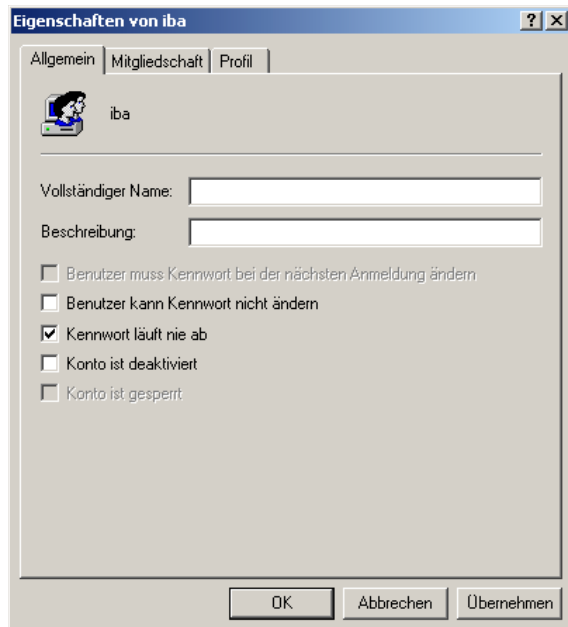 Eigenschaften von iba
Allgemein Mitgliedschaft Profil
iba
Vollständiger Name:
Beschreibung:
Benutzer muss Kennwort bei der nächsten Anmeldung ändern
Benutzer kann Kennwort nicht ändern
Kennwort läuft nie ab
Konto ist deaktiviert
Konto ist gesperrt
OK Abbrechen Übernehmen